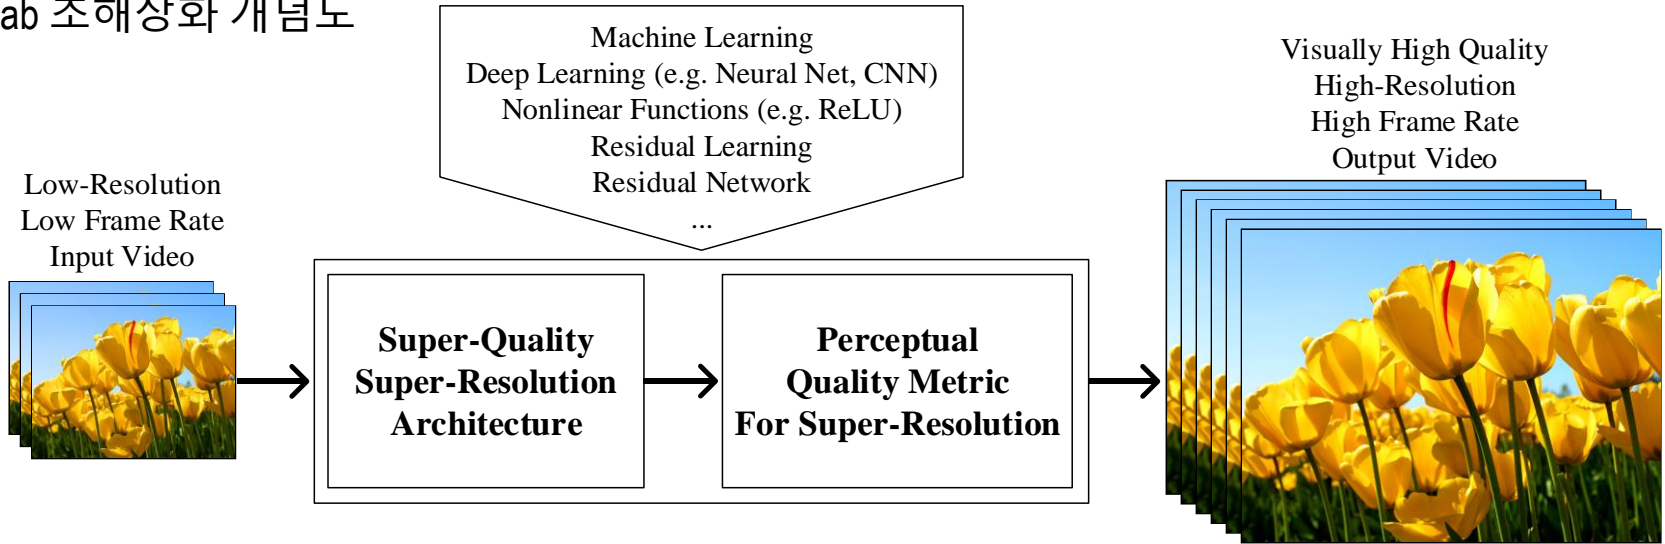 ab 초해상화 개념도
Machine Learning
Deep Learning (e.g. Neural Net, CNN)
Nonlinear Functions (e.g. ReLU)
Residual Learning
Residual Network
...
Low-Resolution
Low Frame Rate
Input Video
Super-Quality
Super-Resolution
Architecture
Perceptual
Quality Metric
For Super-Resolution
Visually High Quality
High-Resolution
High Frame Rate
Output Video